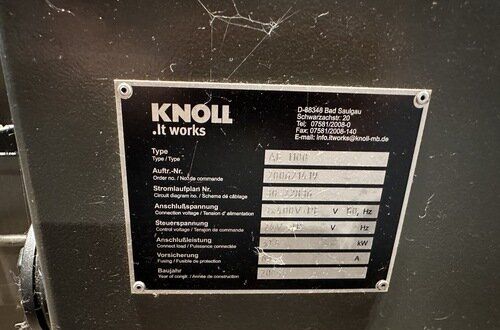 KNOLL
.It works
D-88348 Bad Saulgau
Schwarzachstr. 20
Tel: 07581/2008-0
Fax: 07581/2008-140
E-mail: info.itworks@knoll-mb.de
Type
Type / Type
Auftr.-Nr.
Order no. / No de commande
Stromlaufplan Nr.
Circuit diagram no. / Schéma de câblage
Anschlußspannung
Connection voltage / Tension d' alimentation
V Hz
Steuerspannung
Control voltage / Tension de commande
V Hz
Anschlußleistung
Connect load / Puissance connectée
kW
Vorsicherung
Fusing / Fusible de protection
A
Baujahr
Year of constr. / Année de construction